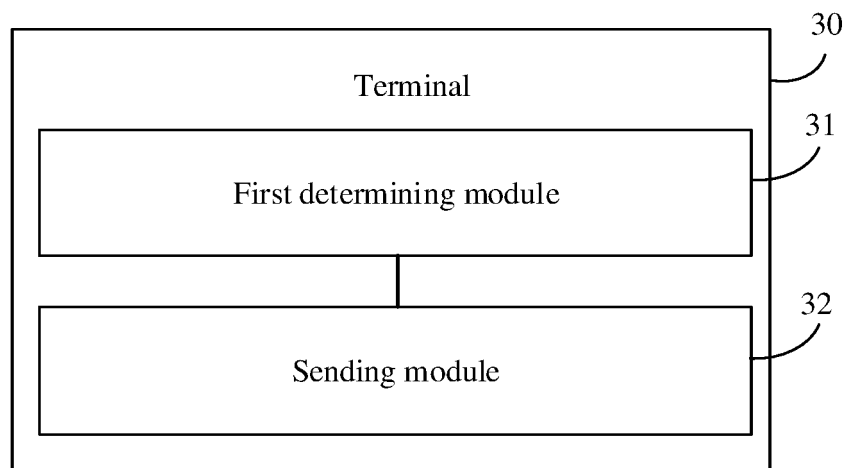 30
Terminal
31
First determining module
32
Sending module